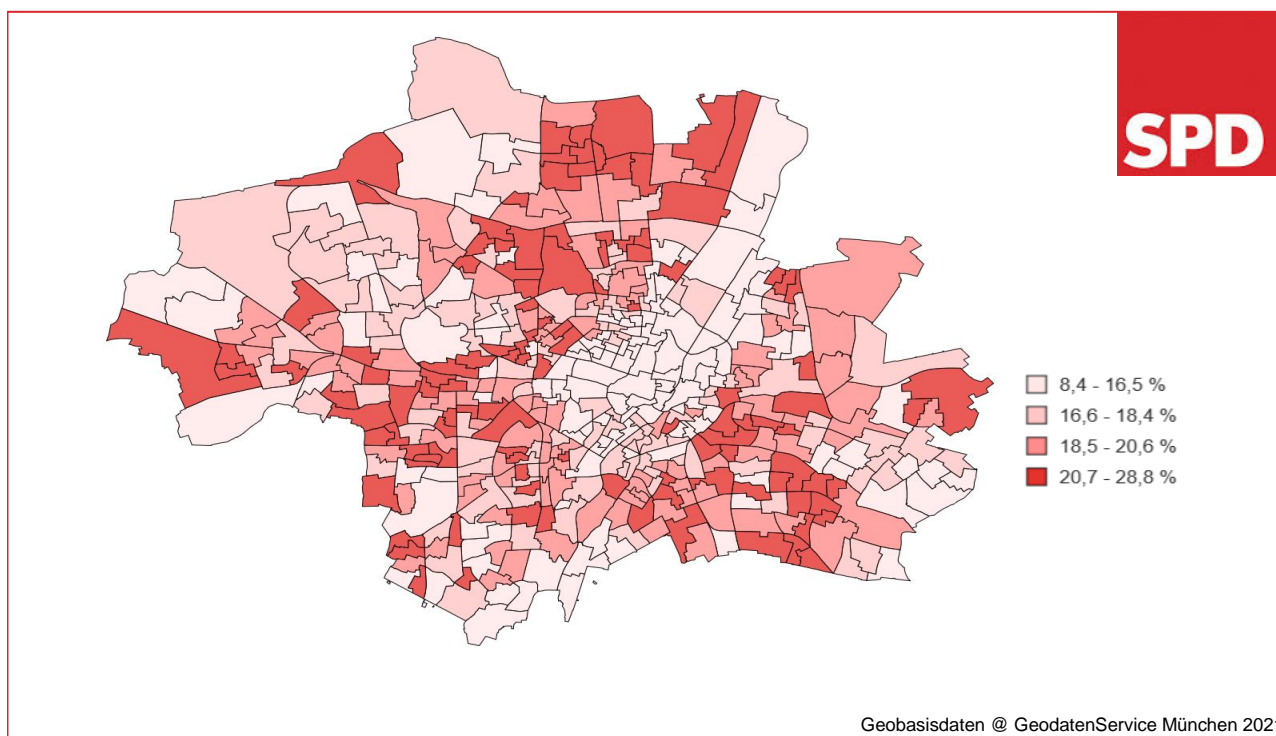 SPD
8,4 - 16,5 %
16,6 - 18,4 %
18,5 - 20,6 %
20,7 - 28,8 %
Geobasisdaten @ GeodatenService München 2021